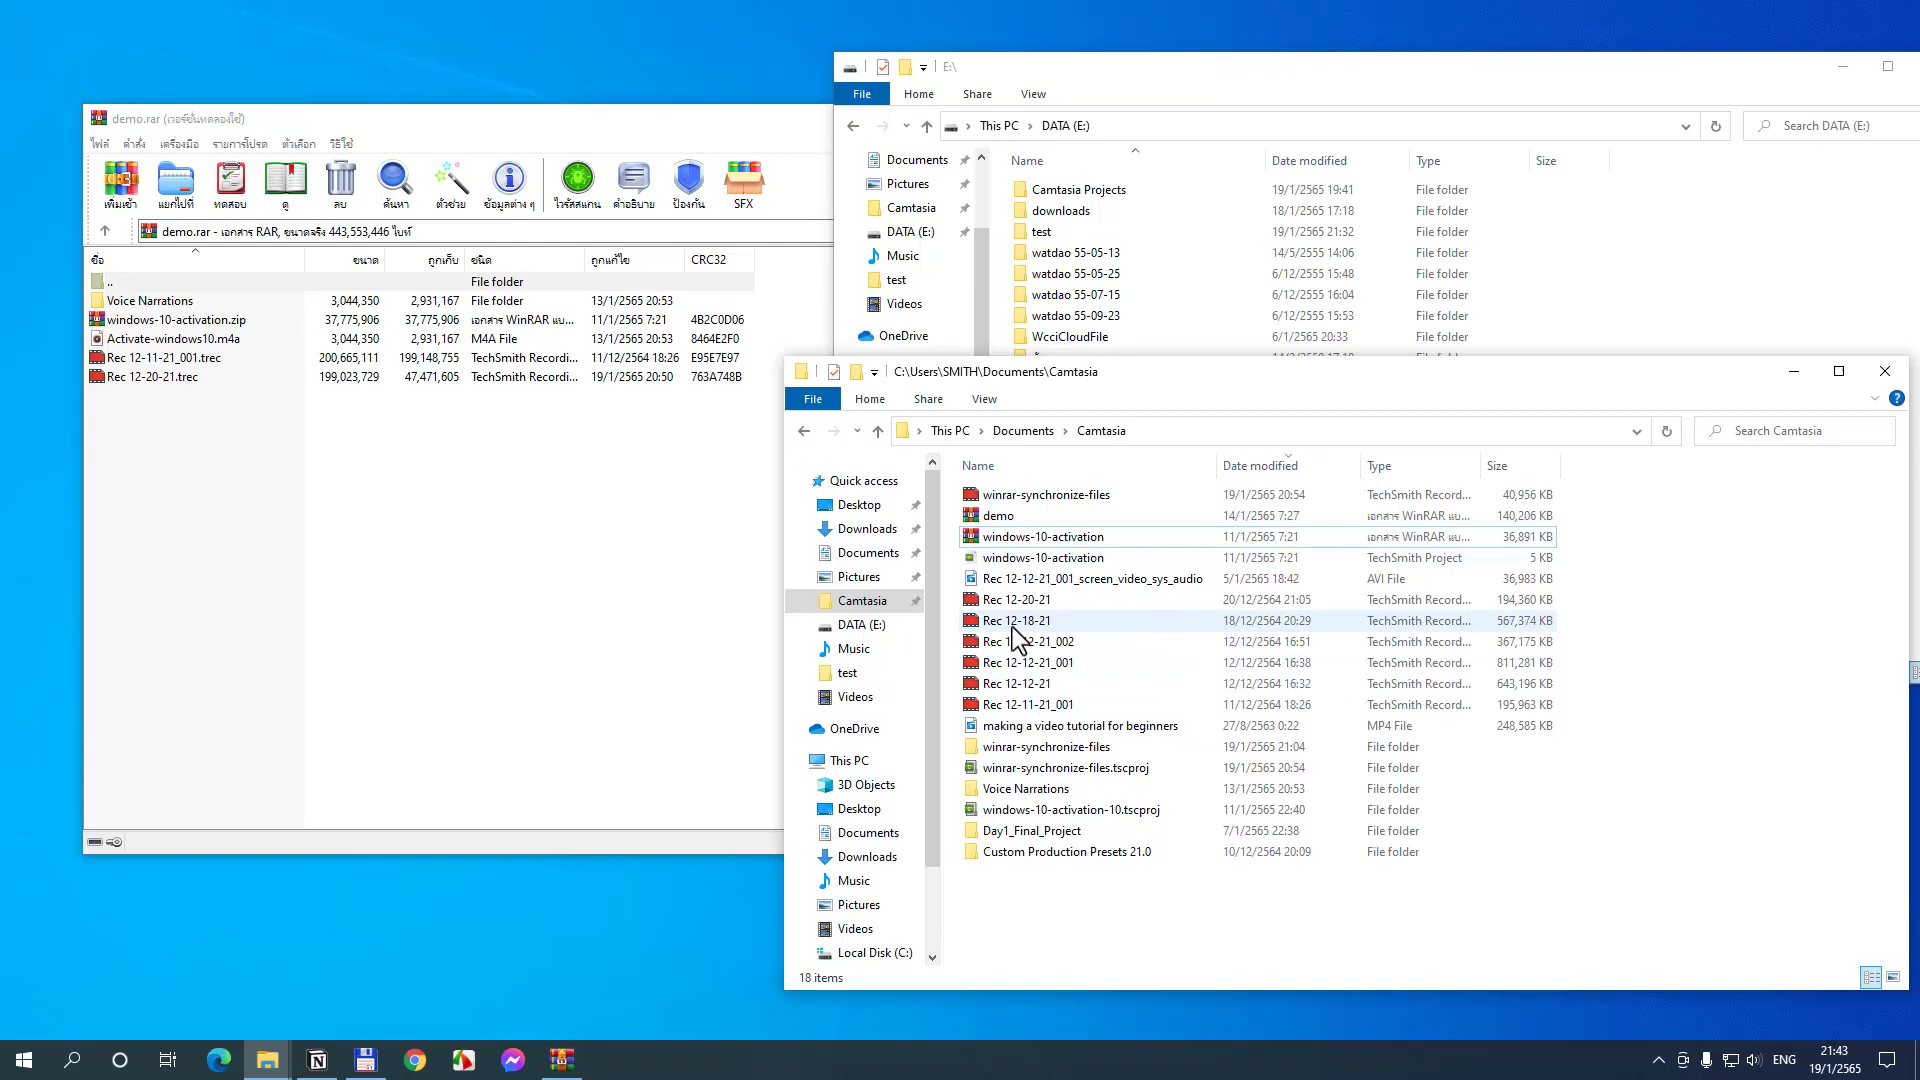 demo.rar (เวอร์ชั่นทดลองใช้)
ไฟล์ คำสั่ง เครื่องมือ รายการโปรด ตัวเลือก วิธีใช้
เพิ่มเข้า แยกไปที่ ทดสอบ ดู ลบ ค้นหา ตัวช่วย ข้อมูลต่าง ๆ ไวรัสสแกน คำอธิบาย ป้องกัน SFX
demo.rar - เอกสาร RAR, ขนาดจริง 443,553,446 ไบท์
ชื่อ ขนาด ถูกเก็บ ชนิด ถูกแก้ไข CRC32
.. File folder
Voice Narrations 3,044,350 2,931,167 File folder 13/1/2565 20:53
windows-10-activation.zip 37,775,906 37,775,906 เอกสาร WinRAR แบ... 11/1/2565 7:21 4B2C0D06
Activate-windows10.m4a 3,044,350 2,931,167 M4A File 13/1/2565 20:53 8464E2F0
Rec 12-11-21_001.trec 200,665,111 199,148,755 TechSmith Recordi... 11/12/2564 18:26 E95E7E97
Rec 12-20-21.trec 199,023,729 47,471,605 TechSmith Recordi... 19/1/2565 20:50 763A748B
E:\
File Home Share View
This PC > DATA (E:) Search DATA (E:)
Documents
Pictures
Camtasia
DATA (E:)
Music
test
Videos
OneDrive
Name Date modified Type Size
Camtasia Projects 19/1/2565 19:41 File folder
downloads 18/1/2565 17:18 File folder
test 19/1/2565 21:32 File folder
watdao 55-05-13 14/5/2555 14:06 File folder
watdao 55-05-25 6/12/2555 15:48 File folder
watdao 55-07-15 6/12/2555 16:04 File folder
watdao 55-09-23 6/12/2555 15:53 File folder
WcciCloudFile 6/1/2565 20:33 File folder
C:\Users\SMITH\Documents\Camtasia
File Home Share View
This PC > Documents > Camtasia Search Camtasia
Quick access
Desktop
Downloads
Documents
Pictures
Camtasia
DATA (E:)
Music
test
Videos
OneDrive
This PC
3D Objects
Desktop
Documents
Downloads
Music
Pictures
Videos
Local Disk (C:)
Name Date modified Type Size
winrar-synchronize-files 19/1/2565 20:54 TechSmith Record... 40,956 KB
demo 14/1/2565 7:27 เอกสาร WinRAR แบ... 140,206 KB
windows-10-activation 11/1/2565 7:21 เอกสาร WinRAR แบ... 36,891 KB
windows-10-activation 11/1/2565 7:21 TechSmith Project 5 KB
Rec 12-12-21_001_screen_video_sys_audio 5/1/2565 18:42 AVI File 36,983 KB
Rec 12-20-21 20/12/2564 21:05 TechSmith Record... 194,360 KB
Rec 12-18-21 18/12/2564 20:29 TechSmith Record... 567,374 KB
Rec 12-12-21_002 12/12/2564 16:51 TechSmith Record... 367,175 KB
Rec 12-12-21_001 12/12/2564 16:38 TechSmith Record... 811,281 KB
Rec 12-12-21 12/12/2564 16:32 TechSmith Record... 643,196 KB
Rec 12-11-21_001 11/12/2564 18:26 TechSmith Record... 195,963 KB
making a video tutorial for beginners 27/8/2563 0:22 MP4 File 248,585 KB
winrar-synchronize-files 19/1/2565 21:04 File folder
winrar-synchronize-files.tscproj 19/1/2565 20:54 File folder
Voice Narrations 13/1/2565 20:53 File folder
windows-10-activation-10.tscproj 11/1/2565 22:40 File folder
Day1_Final_Project 7/1/2565 22:38 File folder
Custom Production Presets 21.0 10/12/2564 20:09 File folder
18 items
ENG
21:43
19/1/2565